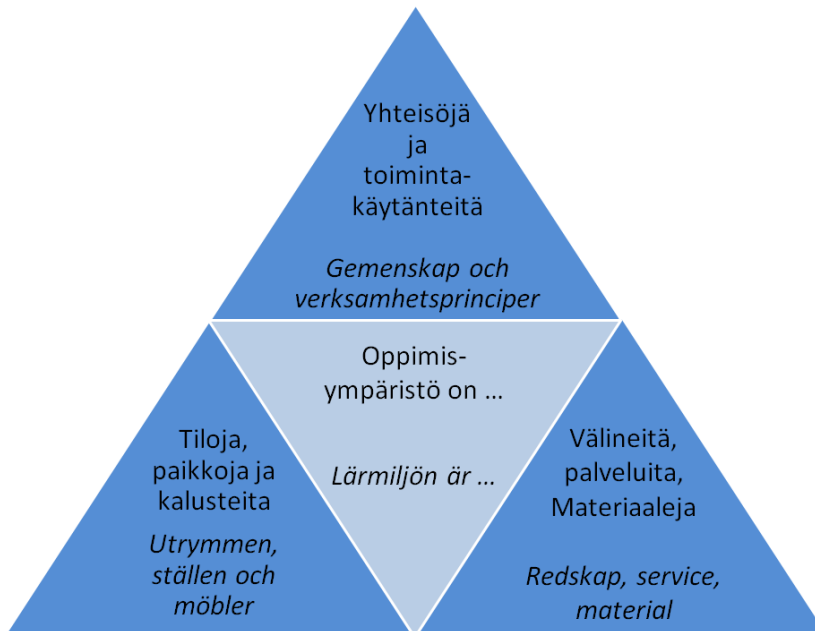 Yhteisöjä
ja
toiminta-
käytänteitä
Gemenskap och
verksamhetsprinciper
Oppimis-
ympäristö on …
Lärmiljön är …
Tiloja,
paikkoja ja
kalusteita
Utrymmen,
ställen och
möbler
Välineitä,
palveluita,
Materiaaleja
Redskap, service,
material